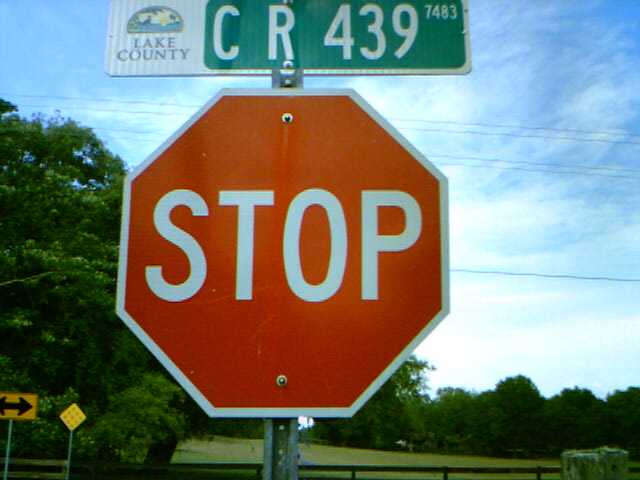 LAKE
COUNTY
C R 439 7483
STOP